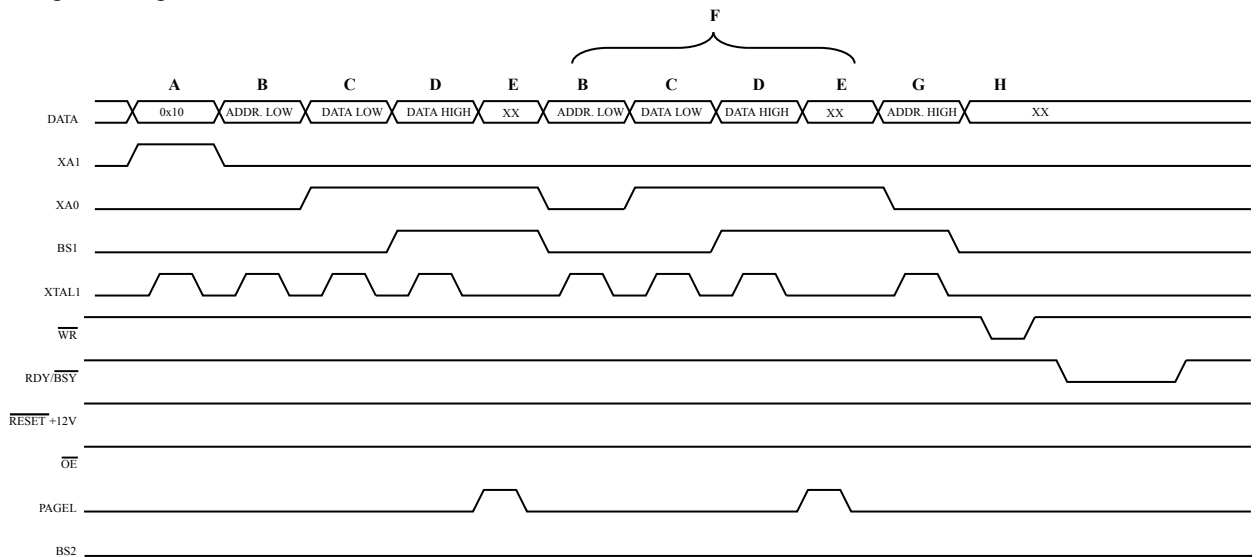 F
A B C D E B C D E G H
DATA 0x10 ADDR. LOW DATA LOW DATA HIGH XX ADDR. LOW DATA LOW DATA HIGH XX ADDR. HIGH XX
XA1
XA0
BS1
XTAL1
WR
RDY/BSY
RESET +12V
OE
PAGEL
BS2